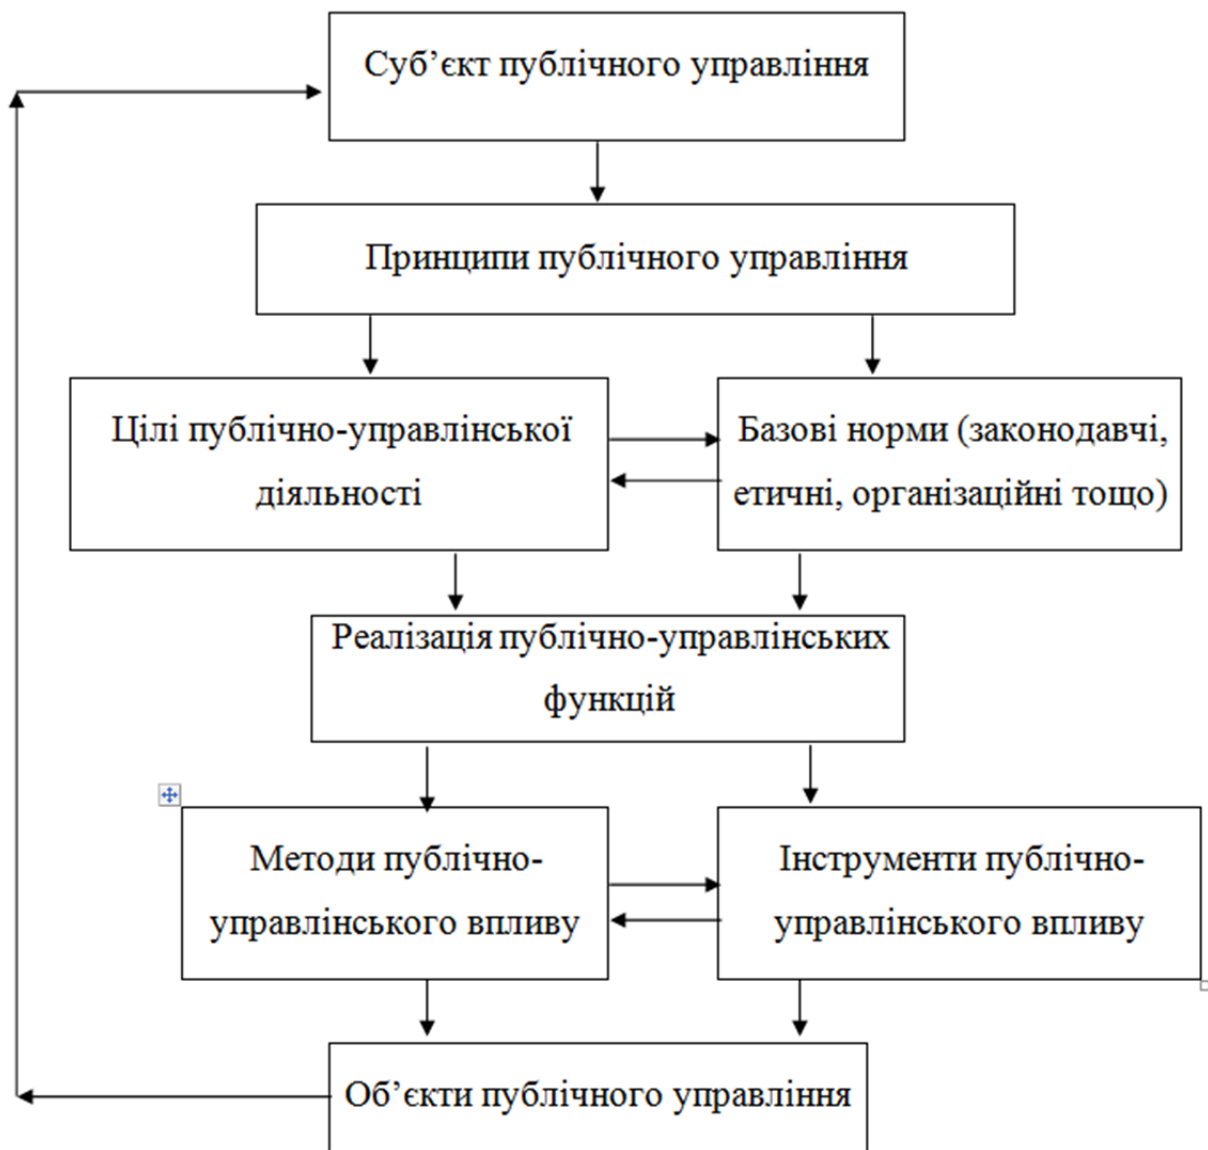 Суб’єкт публічного управління
Принципи публічного управління
Цілі публічно-управлінської
діяльності
Базові норми (законодавчі,
етичні, організаційні тощо)
Реалізація публічно-управлінських
функцій
Методи публічно-
управлінського впливу
Інструменти публічно-
управлінського впливу
Об’єкти публічного управління